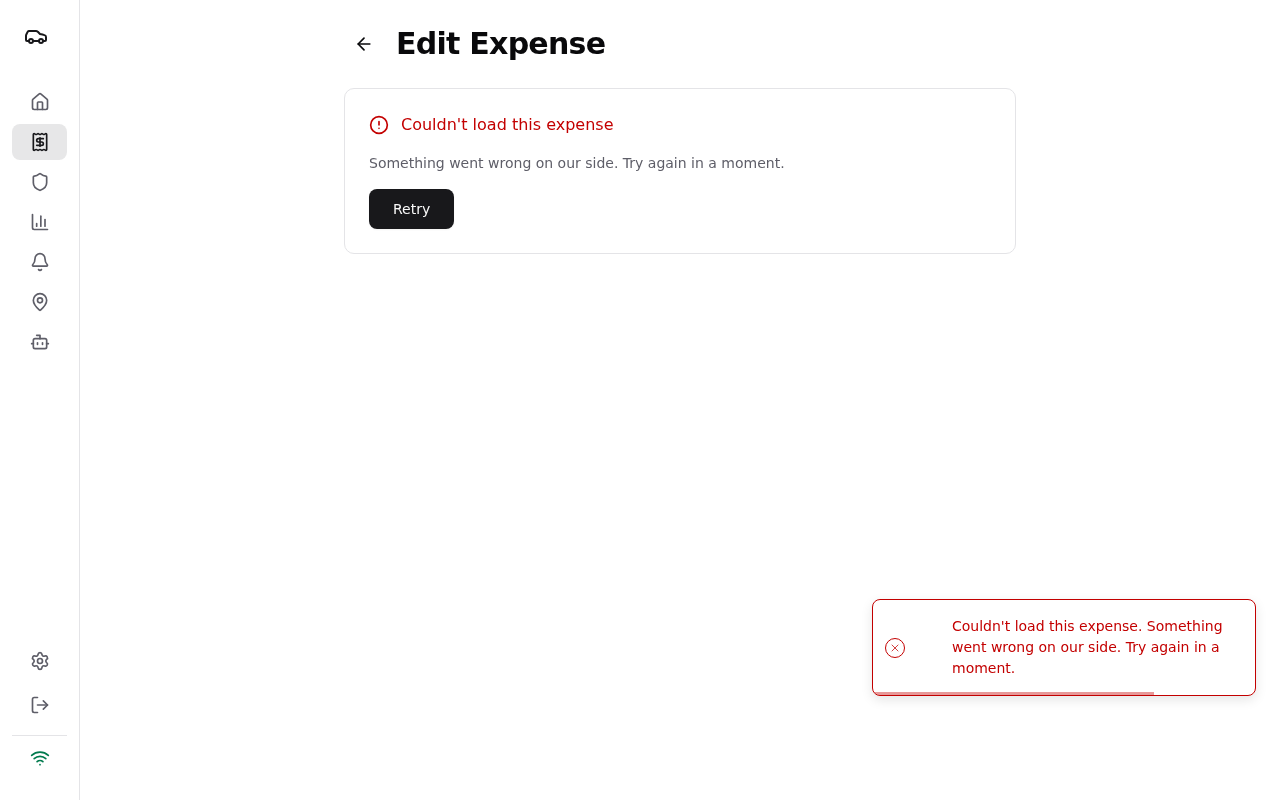 Edit Expense
Couldn't load this expense
Something went wrong on our side. Try again in a moment.
Retry
Couldn't load this expense. Something
went wrong on our side. Try again in a
moment.